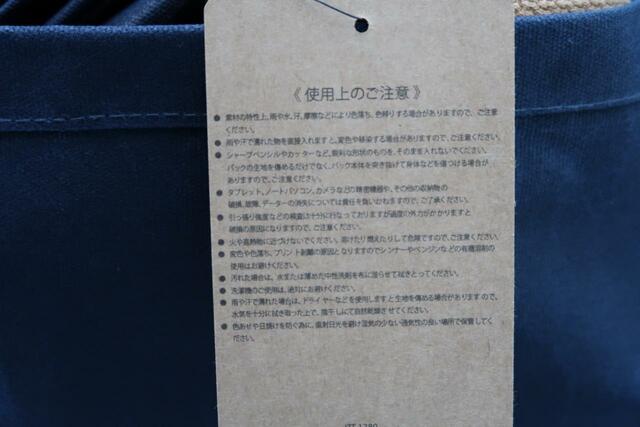 《 使用上のご注意 》
● 素材の特性上、雨や水、汗、摩擦などにより色落ち、色移りする場合がありますので、ご注意
ください。
● 雨や汗で濡れた物を直接入れますと、変色や移染する場合がありますので、ご注意ください。
● シャープペンシルやカッターなど、鋭利な形状のものを、そのまま入れないでください。
バックの生地を傷めるだけでなく、バック本体を突き抜けて身体などを傷つける場合が
ありますので、ご注意ください。
● タブレット、ノートパソコン、カメラなどの精密機器や、その他の収納物の
破損、故障、データーの消失については責任を負いかねますので、ご了承ください。
● 引っ張り強度などの検査は十分に行なっておりますが過度の外力がかかりますと
破損の原因になりますので、ご注意ください。
● 火や高熱物に近づけないでください。溶けたり燃えたりして危険ですので、ご注意ください。
● 変色や色落ち、プリント剥離の原因となりますのでシンナーやベンジンなどの有機溶剤の
使用はお避けください。
● 汚れた場合は、水または薄めた中性洗剤を布に湿らせて拭きとってください。
● 洗濯機のご使用は、絶対にお避けください。
● 雨や汗で濡れた場合は、ドライヤーなどを使用しますと生地を傷める場合がありますので、
水気を十分に拭き取った上で、陰干しにて自然乾燥させてください。
● 色あせや日焼けを防ぐ為に、直射日光を避け湿気の少ない通気性の良い場所で保管してく
ださい。